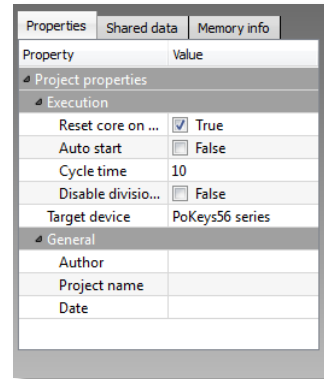 Properties Shared data Memory info
Property Value
Project properties
Execution
Reset core on ... True
Auto start False
Cycle time 10
Disable divisio... False
Target device PoKeys56 series
General
Author
Project name
Date